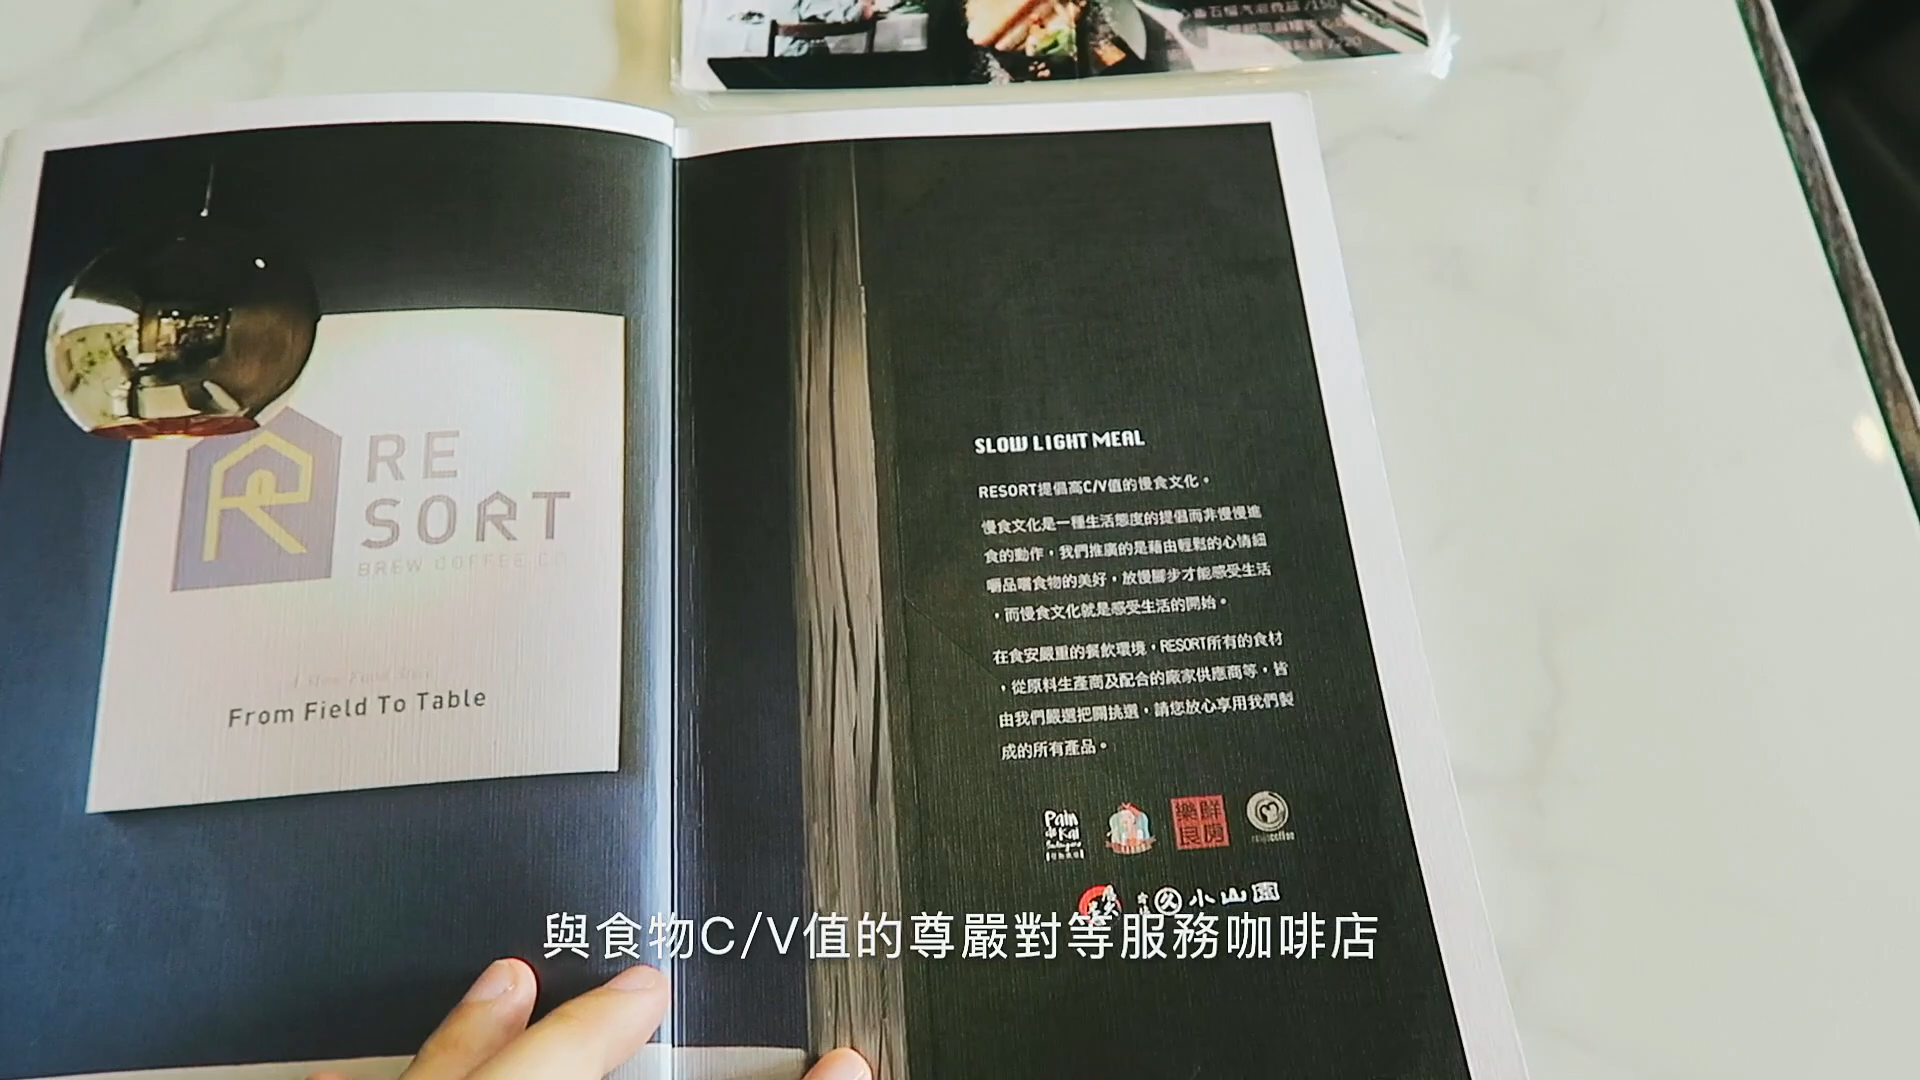 /150
RE
SORT
BREW COFFEE CO
From Field To Table
SLOW LIGHT MEAL
RESORT提倡高C/V值的慢食文化。
慢食文化是一種生活態度的提倡而非慢慢進
食的動作，我們推廣的是藉由輕鬆的心情細
嚼品嚐食物的美好，放慢腳步才能感受生活
，而慢食文化就是感受生活的開始。
在食安嚴重的餐飲環境，RESORT所有的食材
，從原料生產商及配合的廠家供應商等，皆
由我們嚴選把關挑選，請您放心享用我們製
成的所有產品。
Pain
de Kai
鮮房
樂良
小山園
與食物C/V值的尊嚴對等服務咖啡店